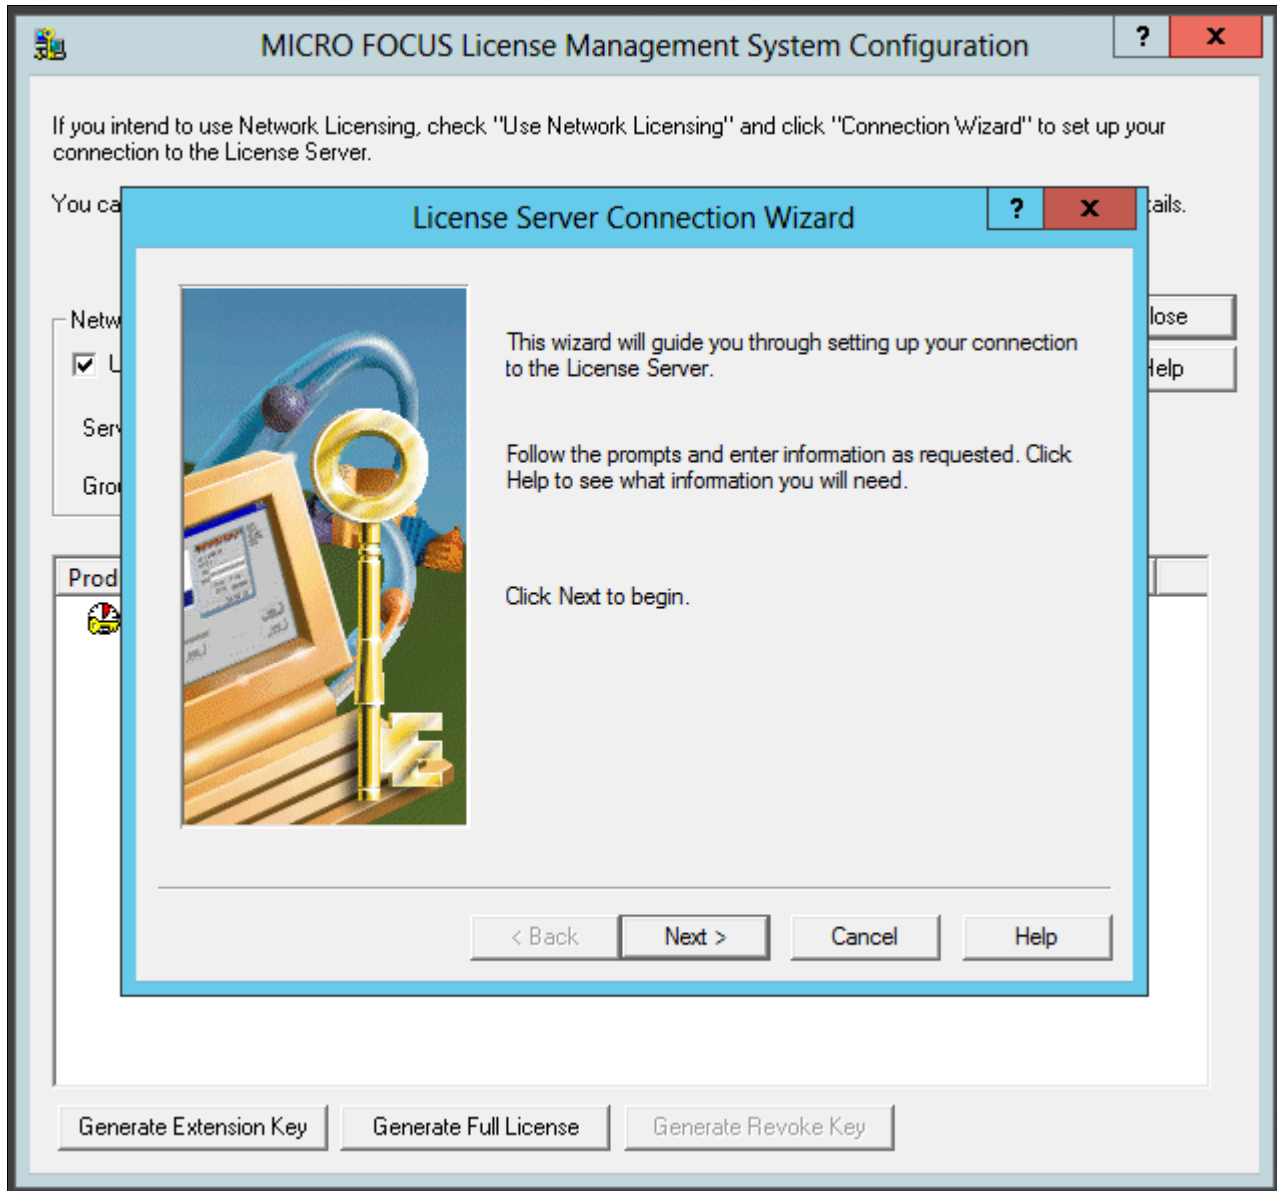 MICRO FOCUS License Management System Configuration
?
X
If you intend to use Network Licensing, check "Use Network Licensing" and click "Connection Wizard" to set up your
connection to the License Server.
You ca
tails.
License Server Connection Wizard
?
X
Netw
lose
This wizard will guide you through setting up your connection
to the License Server.
U
Help
Serv
Follow the prompts and enter information as requested. Click
Help to see what information you will need.
Grou
Prod
Click Next to begin.
< Back
Next >
Cancel
Help
Generate Extension Key
Generate Full License
Generate Revoke Key